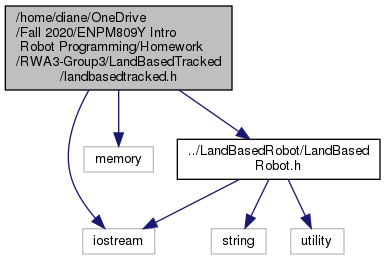 /home/diane/OneDrive
/Fall 2020/ENPM809Y Intro
Robot Programming/Homework
/RWA3-Group3/LandBasedTracked
/landbasedtracked.h
memory
../LandBasedRobot/LandBased
Robot.h
iostream
string
utility